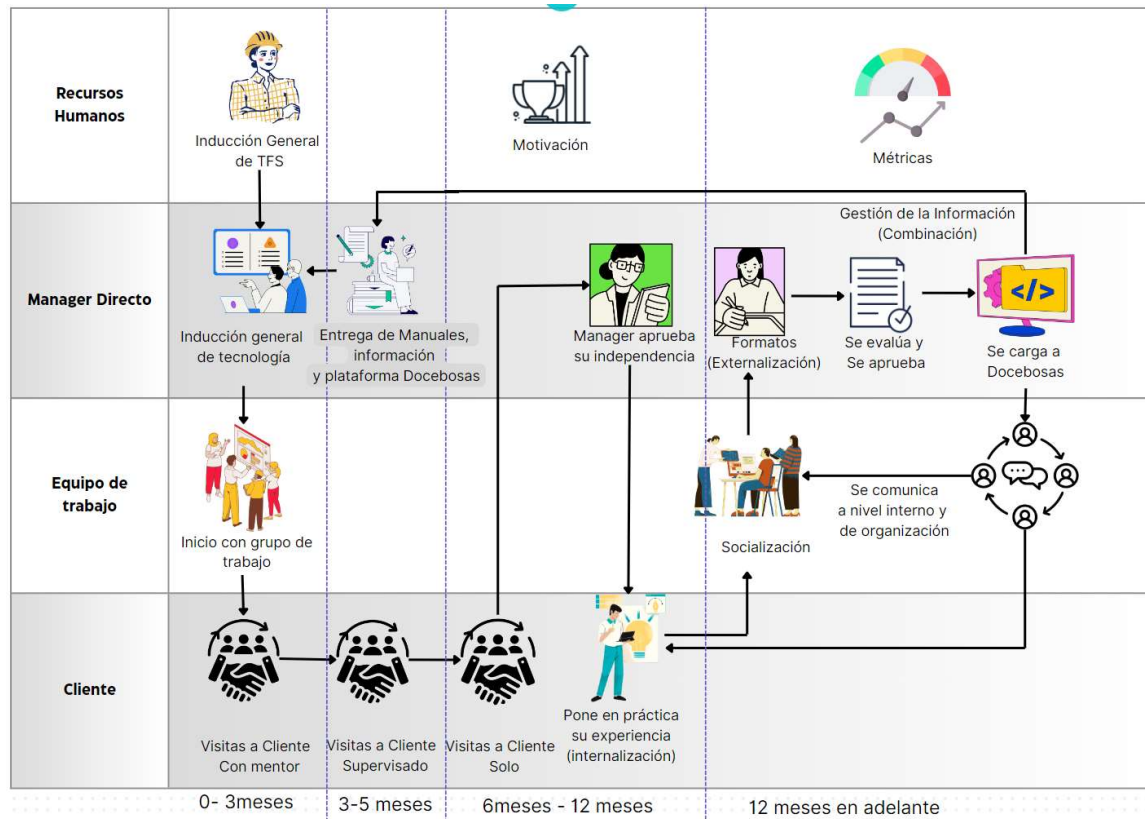 Recursos
Humanos
Inducción General
de TFS
Motivación
Métricas
Manager Directo
Inducción general
de tecnología
Entrega de Manuales,
información
y plataforma Docebosas
Manager aprueba
su independencia
Formatos
(Externalización)
Gestión de la Información
(Combinación)
Se evalúa y
Se aprueba
</>
Se carga a
Docebosas
Equipo de
trabajo
Inicio con grupo de
trabajo
Socialización
Se comunica
a nivel interno y
de organización
Cliente
Visitas a Cliente
Con mentor
Visitas a Cliente
Supervisado
Visitas a Cliente
Solo
Pone en práctica
su experiencia
(internalización)
0- 3meses
3-5 meses
6meses - 12 meses
12 meses en adelante